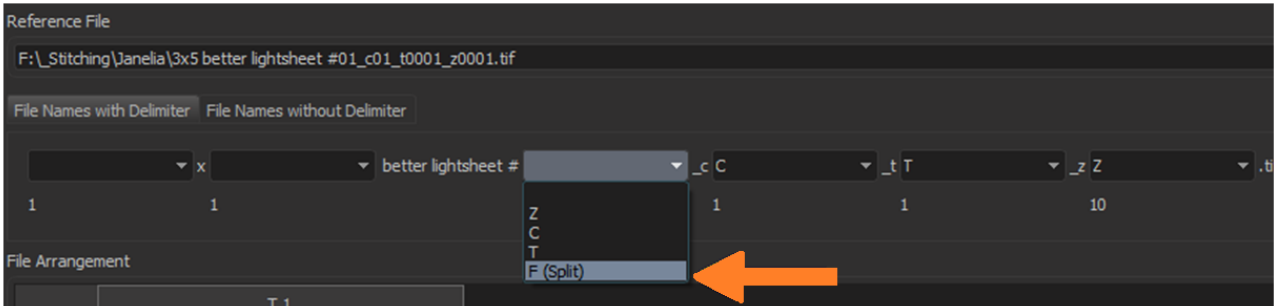 Reference File
F:\_Stitching\Janelia\3x5 better lightsheet #01_c01_t0001_z0001.tif
File Names with Delimiter File Names without Delimiter
x better lightsheet # _c C _t T _z Z .ti
1 1 1 1 10
Z
C
T
F (Split)
File Arrangement
T 1